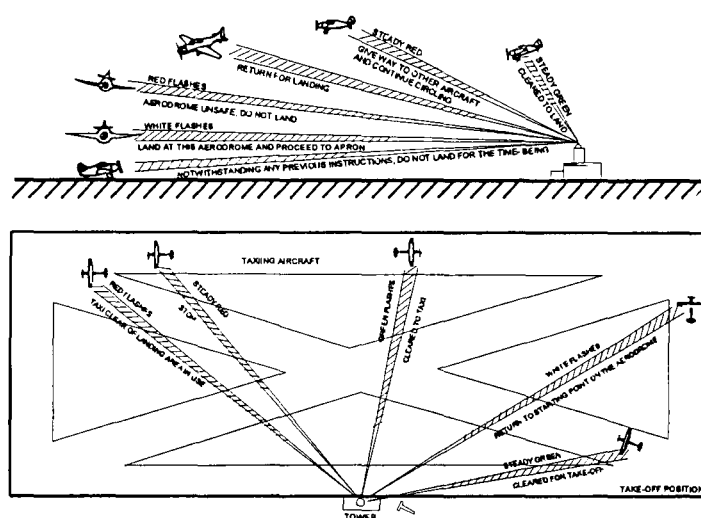 STEADY RED
GIVE WAY TO OTHER AIRCRAFT
AND CONTINUE CIRCLING
STEADY GREEN
CLEARED TO LAND
RETURN FOR LANDING
RED FLASHES
AERODROME UNSAFE, DO NOT LAND
WHITE FLASHES
LAND AT THIS AERODROME AND PROCEED TO APRON
NOTWITHSTANDING ANY PREVIOUS INSTRUCTIONS, DO NOT LAND FOR THE TIME- BEING
TAXIING AIRCRAFT
RED FLASHES
TAXI CLEAR OF LANDING AREA IN USE
STEADY RED
STOP
GREEN FLASHES
CLEARED TO TAXI
WHITE FLASHES
RETURN TO STARTING POINT ON THE AERODROME
STEADY GREEN
CLEARED FOR TAKE-OFF
TAKE-OFF POSITION
TOWER